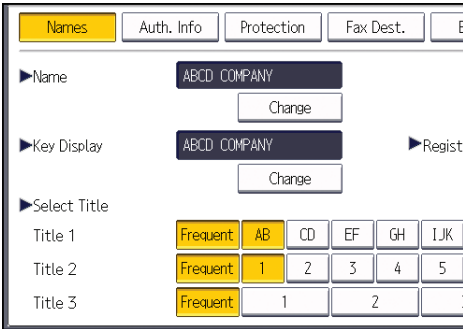 Names Auth. Info Protection Fax Dest. E
►Name ABCD COMPANY
Change
►Key Display ABCD COMPANY ►Regist
Change
►Select Title
Title 1 Frequent AB CD EF GH IJK
Title 2 Frequent 1 2 3 4 5
Title 3 Frequent 1 2